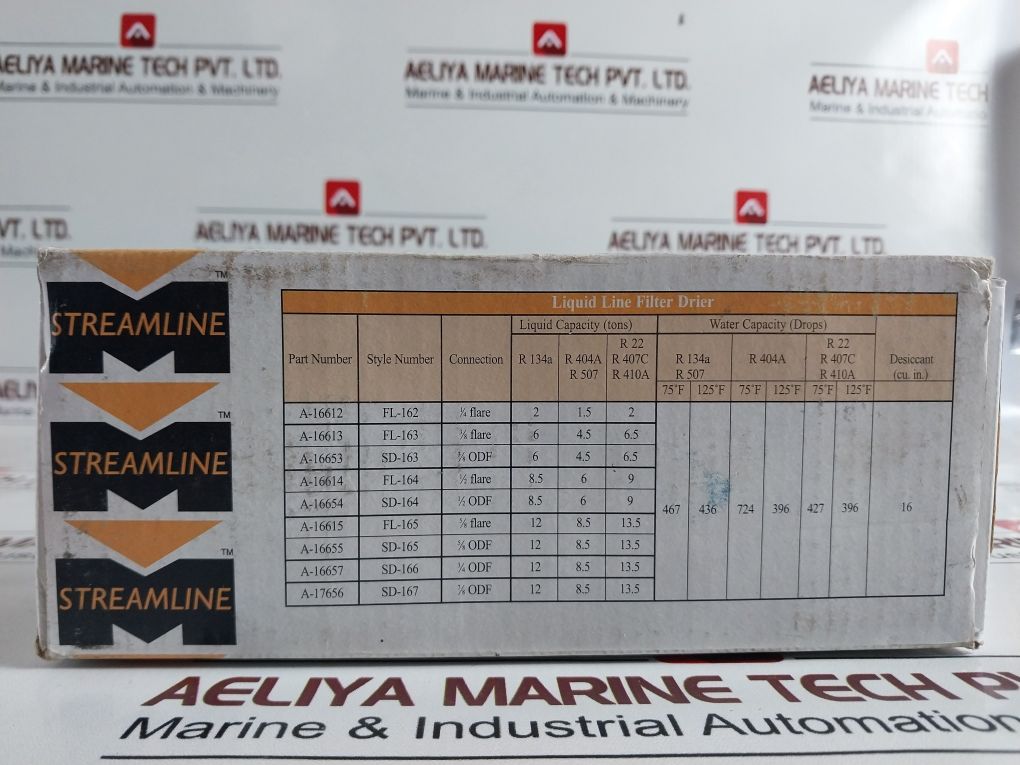 AELIYA MARINE TECH PVT. LTD.
Marine & Industrial Automation & Machinery
AELIYA MARINE TECH PVT. LTD.
Marine & Industrial Automation & Machinery
AELIYA MARINE TECH
Marine & Industrial
LTD.
AELIYA MARINE TECH PVT. LTD.
AELIYA MARINE TECH PVT. LTD.
STREAMLINE TM
STREAMLINE TM
STREAMLINE TM
Liquid Line Filter Drier
Part Number Style Number Connection Liquid Capacity (tons) Water Capacity (Drops) Desiccant (cu. in.)
R 134a R 404A R 507 R 22 R 407C R 410A R 134a R 507 R 404A R 22 R 407C R 410A
75°F 125°F 75°F 125°F 75°F 125°F
A-16612 FL-162 ¼ flare 2 1.5 2
A-16613 FL-163 ⅜ flare 6 4.5 6.5
A-16653 SD-163 ⅜ ODF 6 4.5 6.5
A-16614 FL-164 ½ flare 8.5 6 9
A-16654 SD-164 ½ ODF 8.5 6 9
467 436 724 396 427 396 16
A-16615 FL-165 ⅝ flare 12 8.5 13.5
A-16655 SD-165 ⅝ ODF 12 8.5 13.5
A-16657 SD-166 ¾ ODF 12 8.5 13.5
A-17656 SD-167 ⅞ ODF 12 8.5 13.5
AELIYA MARINE TECH PV
Marine & Industrial Automation